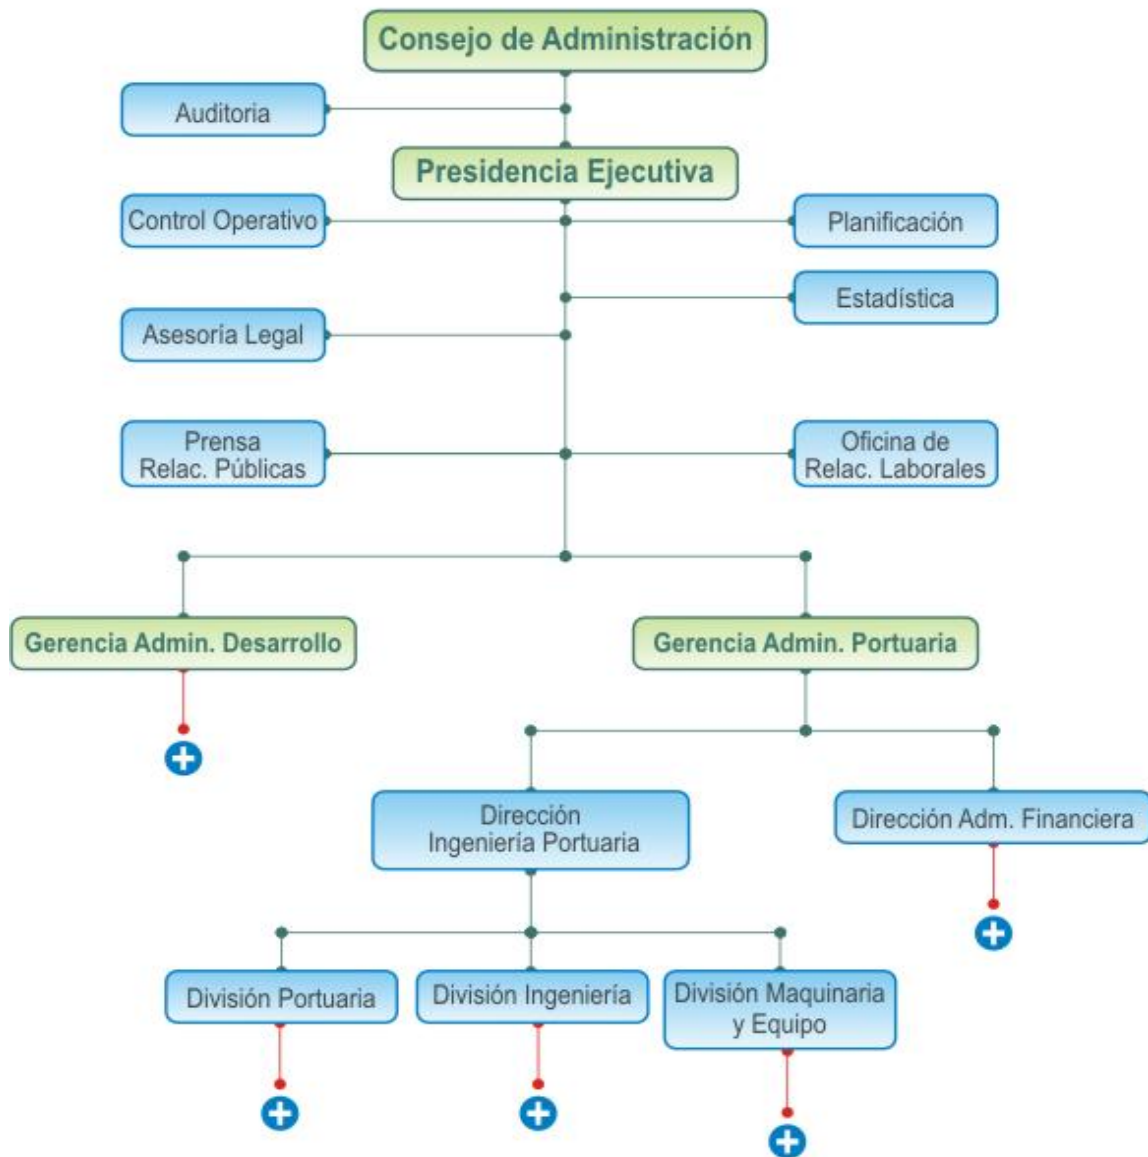 Consejo de Administración
Auditoria
Presidencia Ejecutiva
Control Operativo
Planificación
Estadística
Asesoría Legal
Prensa
Relac. Públicas
Oficina de
Relac. Laborales
Gerencia Admin. Desarrollo
Gerencia Admin. Portuaria
Dirección
Ingeniería Portuaria
Dirección Adm. Financiera
División Portuaria
División Ingeniería
División Maquinaria
y Equipo